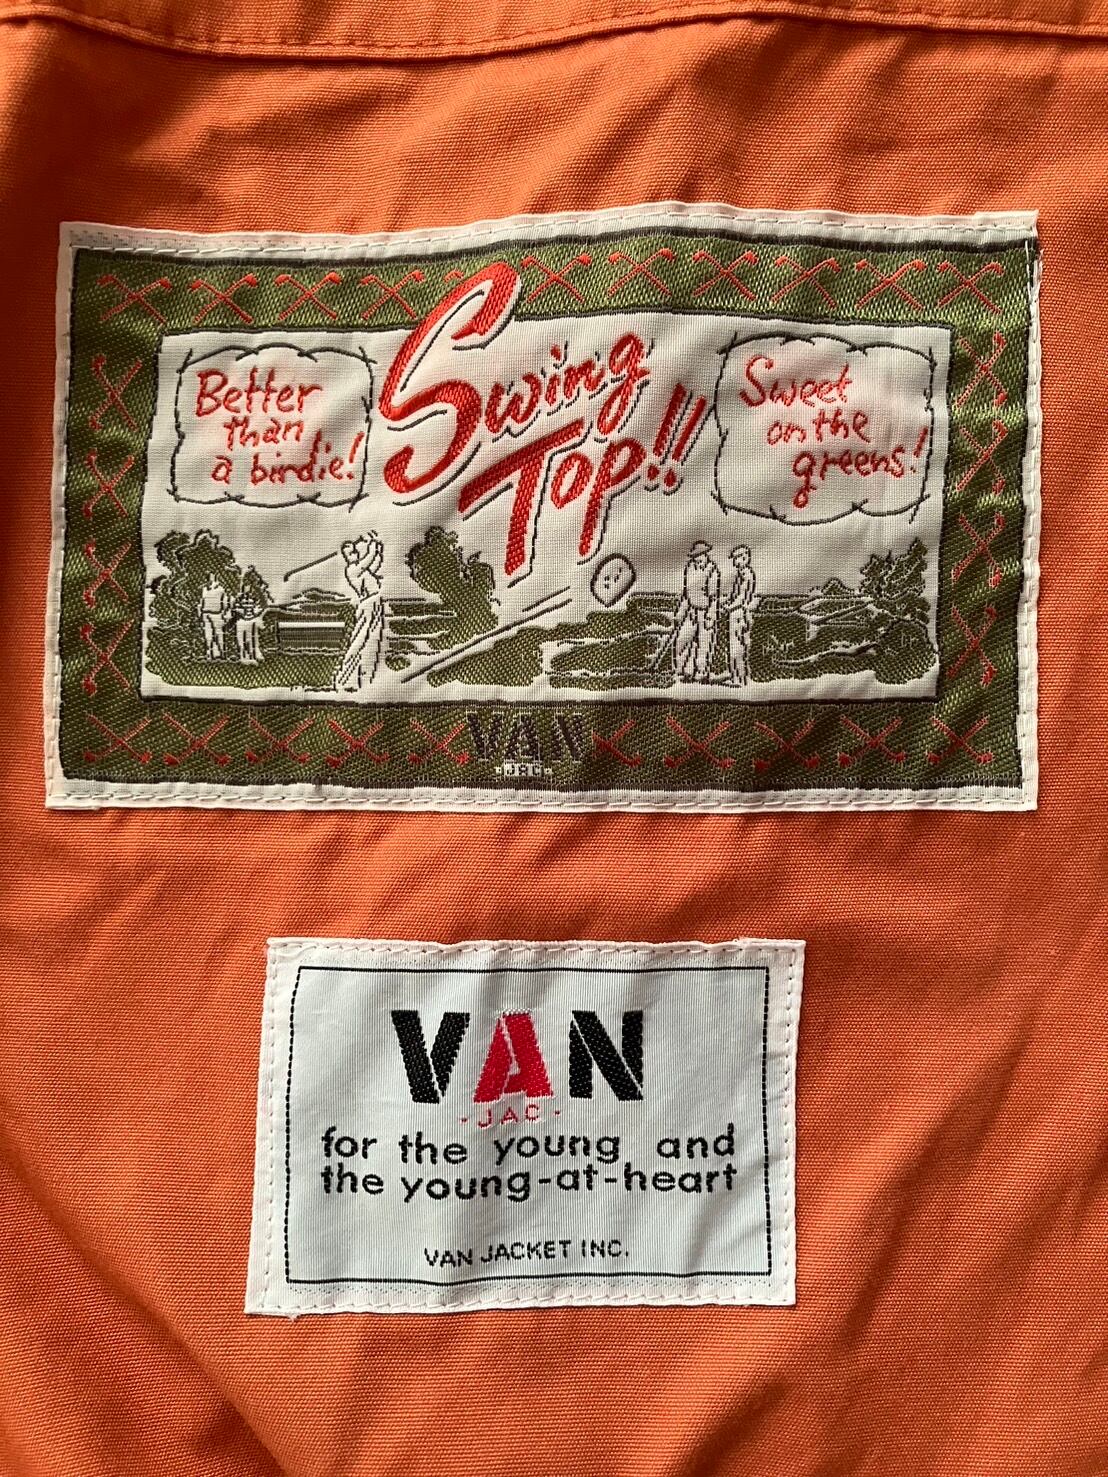 Better
than
a birdie!
Swing
Top!!
Sweet
on the
greens!
VAN
·JAC·
VAN
·JAC·
for the young and
the young-at-heart
VAN JACKET INC.